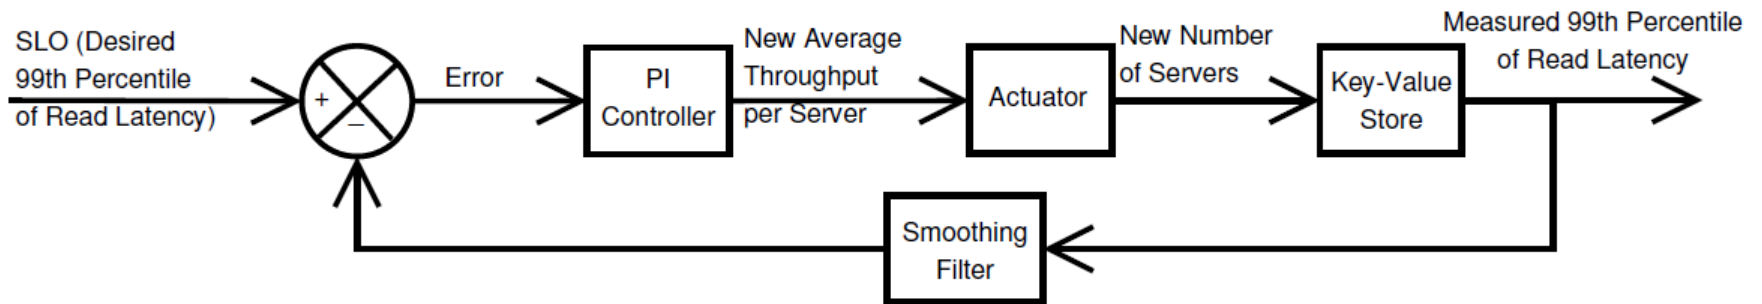 SLO (Desired
99th Percentile
of Read Latency)
+
−
Error
PI
Controller
New Average
Throughput
per Server
Actuator
New Number
of Servers
Key-Value
Store
Measured 99th Percentile
of Read Latency
Smoothing
Filter